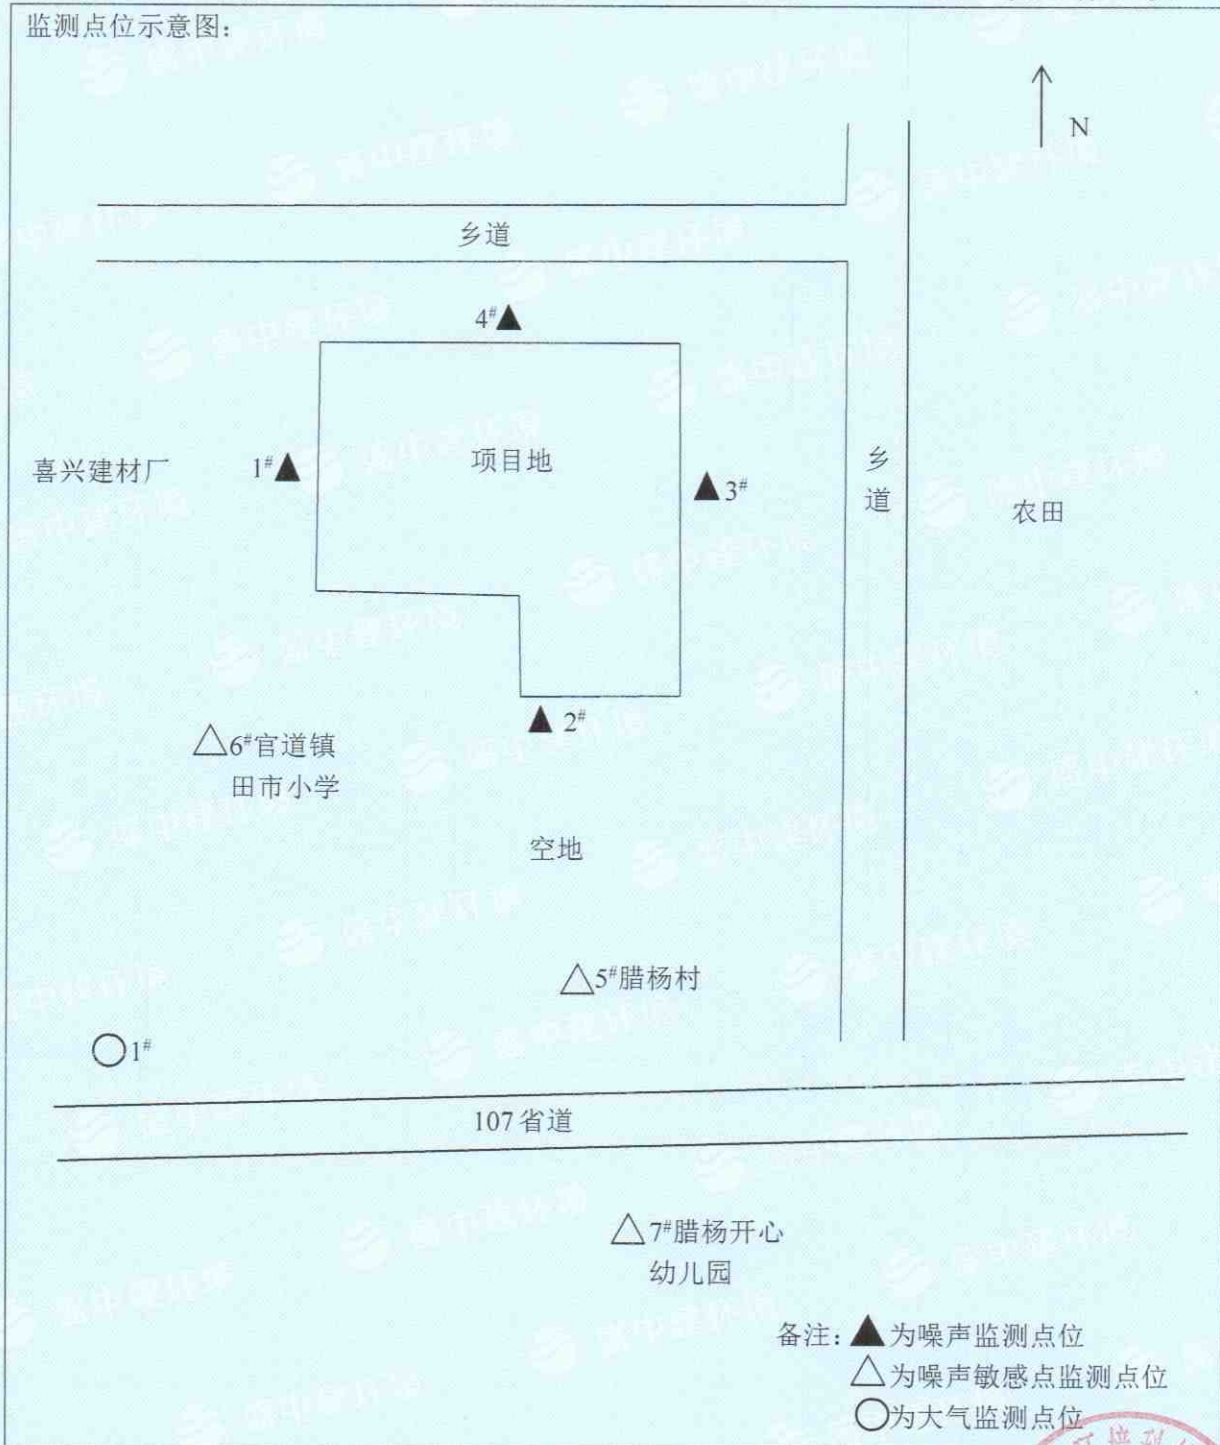 监测点位示意图：
N
乡道
4#▲
喜兴建材厂
1#▲
项目地
▲3#
乡道
农田
▲ 2#
△6#官道镇
田市小学
空地
△5#腊杨村
○1#
107省道
△7#腊杨开心
幼儿园
备注：▲为噪声监测点位
△为噪声敏感点监测点位
○为大气监测点位